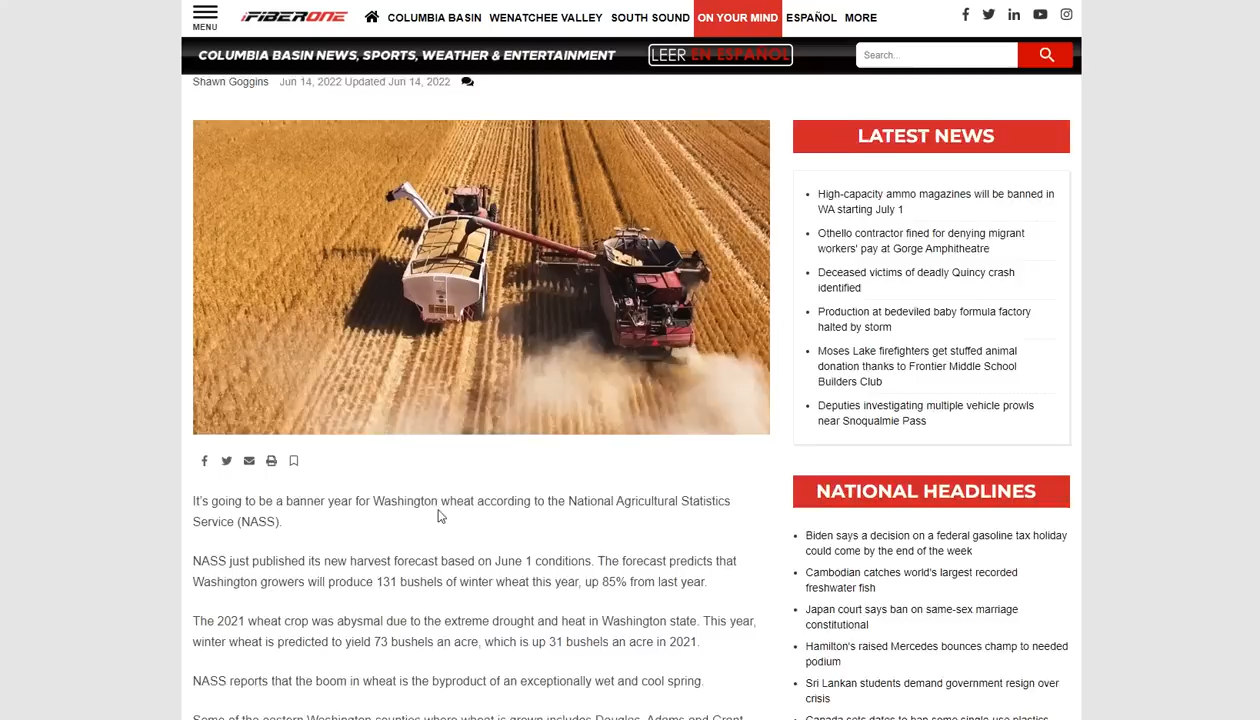 MENU
iFIBERONE
COLUMBIA BASIN
WENATCHEE VALLEY
SOUTH SOUND
ON YOUR MIND
ESPAÑOL
MORE
COLUMBIA BASIN NEWS, SPORTS, WEATHER & ENTERTAINMENT
LEER EN ESPAÑOL
Search...
Shawn Goggins Jun 14, 2022 Updated Jun 14, 2022
It's going to be a banner year for Washington wheat according to the National Agricultural Statistics
Service (NASS).
NASS just published its new harvest forecast based on June 1 conditions. The forecast predicts that
Washington growers will produce 131 bushels of winter wheat this year, up 85% from last year.
The 2021 wheat crop was abysmal due to the extreme drought and heat in Washington state. This year,
winter wheat is predicted to yield 73 bushels an acre, which is up 31 bushels an acre in 2021.
NASS reports that the boom in wheat is the byproduct of an exceptionally wet and cool spring.
Some of the eastern Washington counties where wheat is grown includes Douglas, Adams and Grant
LATEST NEWS
High-capacity ammo magazines will be banned in
WA starting July 1
Othello contractor fined for denying migrant
workers' pay at Gorge Amphitheatre
Deceased victims of deadly Quincy crash
identified
Production at bedeviled baby formula factory
halted by storm
Moses Lake firefighters get stuffed animal
donation thanks to Frontier Middle School
Builders Club
Deputies investigating multiple vehicle prowls
near Snoqualmie Pass
NATIONAL HEADLINES
Biden says a decision on a federal gasoline tax holiday
could come by the end of the week
Cambodian catches world's largest recorded
freshwater fish
Japan court says ban on same-sex marriage
constitutional
Hamilton's raised Mercedes bounces champ to needed
podium
Sri Lankan students demand government resign over
crisis
Canada sets dates to ban some single-use plastics